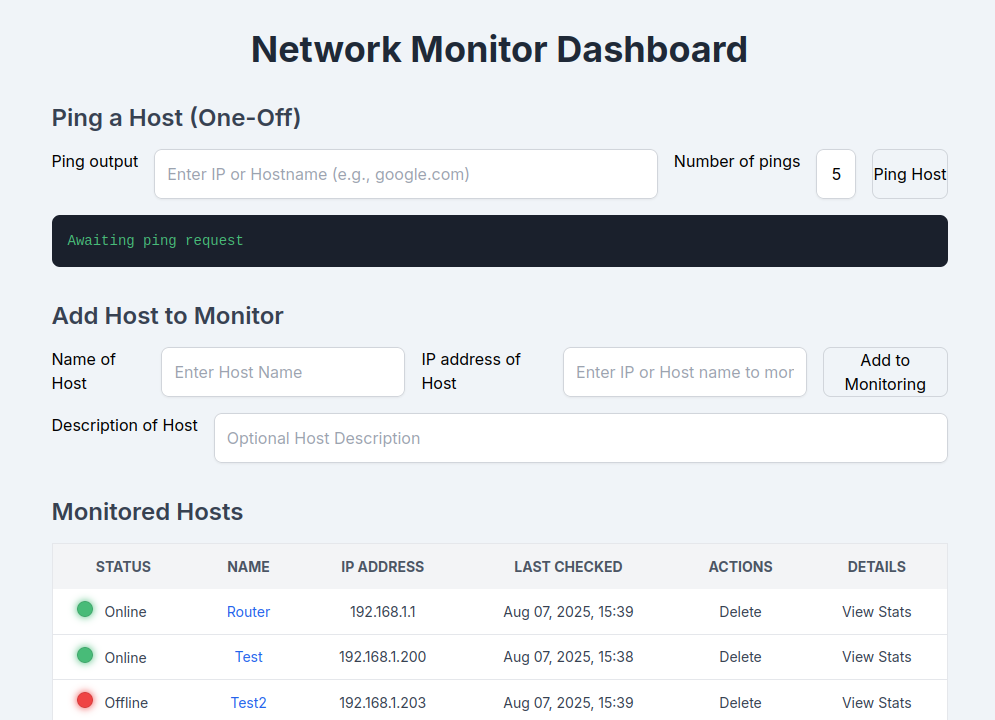 Network Monitor Dashboard
Ping a Host (One-Off)
Ping output Enter IP or Hostname (e.g., google.com) Number of pings 5 Ping Host
Awaiting ping request
Add Host to Monitor
Name of Host Enter Host Name IP address of Host Enter IP or Host name to mor Add to Monitoring
Description of Host Optional Host Description
Monitored Hosts
STATUS NAME IP ADDRESS LAST CHECKED ACTIONS DETAILS
Online Router 192.168.1.1 Aug 07, 2025, 15:39 Delete View Stats
Online Test 192.168.1.200 Aug 07, 2025, 15:38 Delete View Stats
Offline Test2 192.168.1.203 Aug 07, 2025, 15:39 Delete View Stats